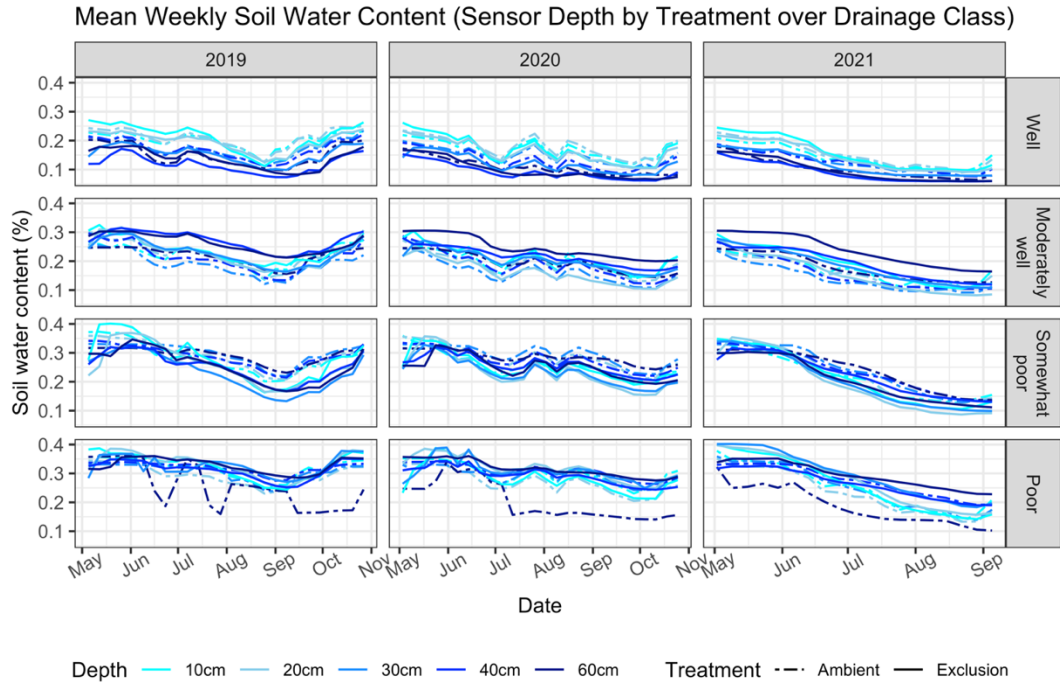 Mean Weekly Soil Water Content (Sensor Depth by Treatment over Drainage Class)
2019 2020 2021
0.4
0.3
0.2
0.1
Well
0.4
0.3
0.2
0.1
Moderately
well
0.4
0.3
0.2
0.1
Somewhat
poor
0.4
0.3
0.2
0.1
Poor
Soil water content (%)
May Jun Jul Aug Sep Oct Nov May Jun Jul Aug Sep Oct Nov May Jun Jul Aug Sep
Date
Depth 10cm 20cm 30cm 40cm 60cm Treatment Ambient Exclusion